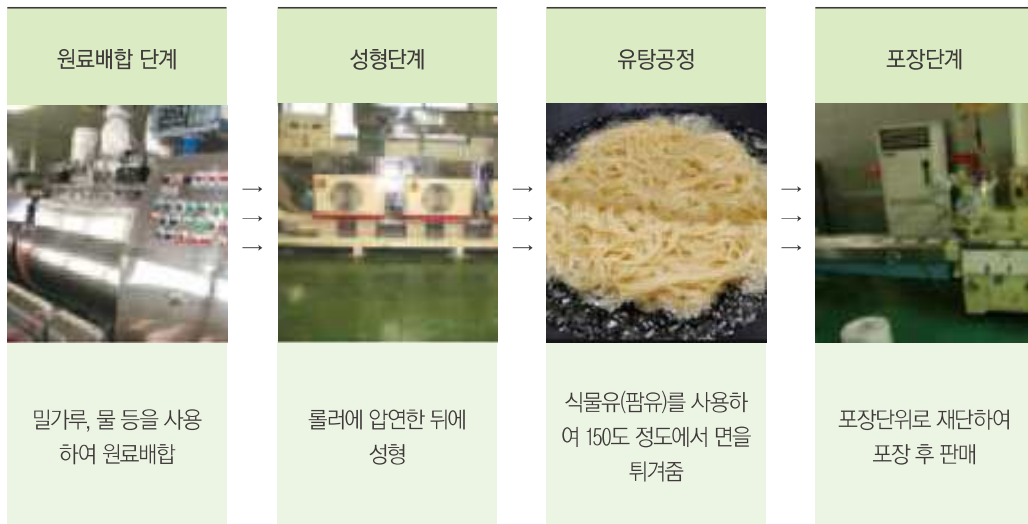 원료배합 단계
성형단계
유탕공정
포장단계
→ → →
→ → →
→ → →
밀가루, 물 등을 사용
하여 원료배합
롤러에 압연한 뒤에
성형
식물유(팜유)를 사용하
여 150도 정도에서 면을
튀겨줌
포장단위로 재단하여
포장 후 판매